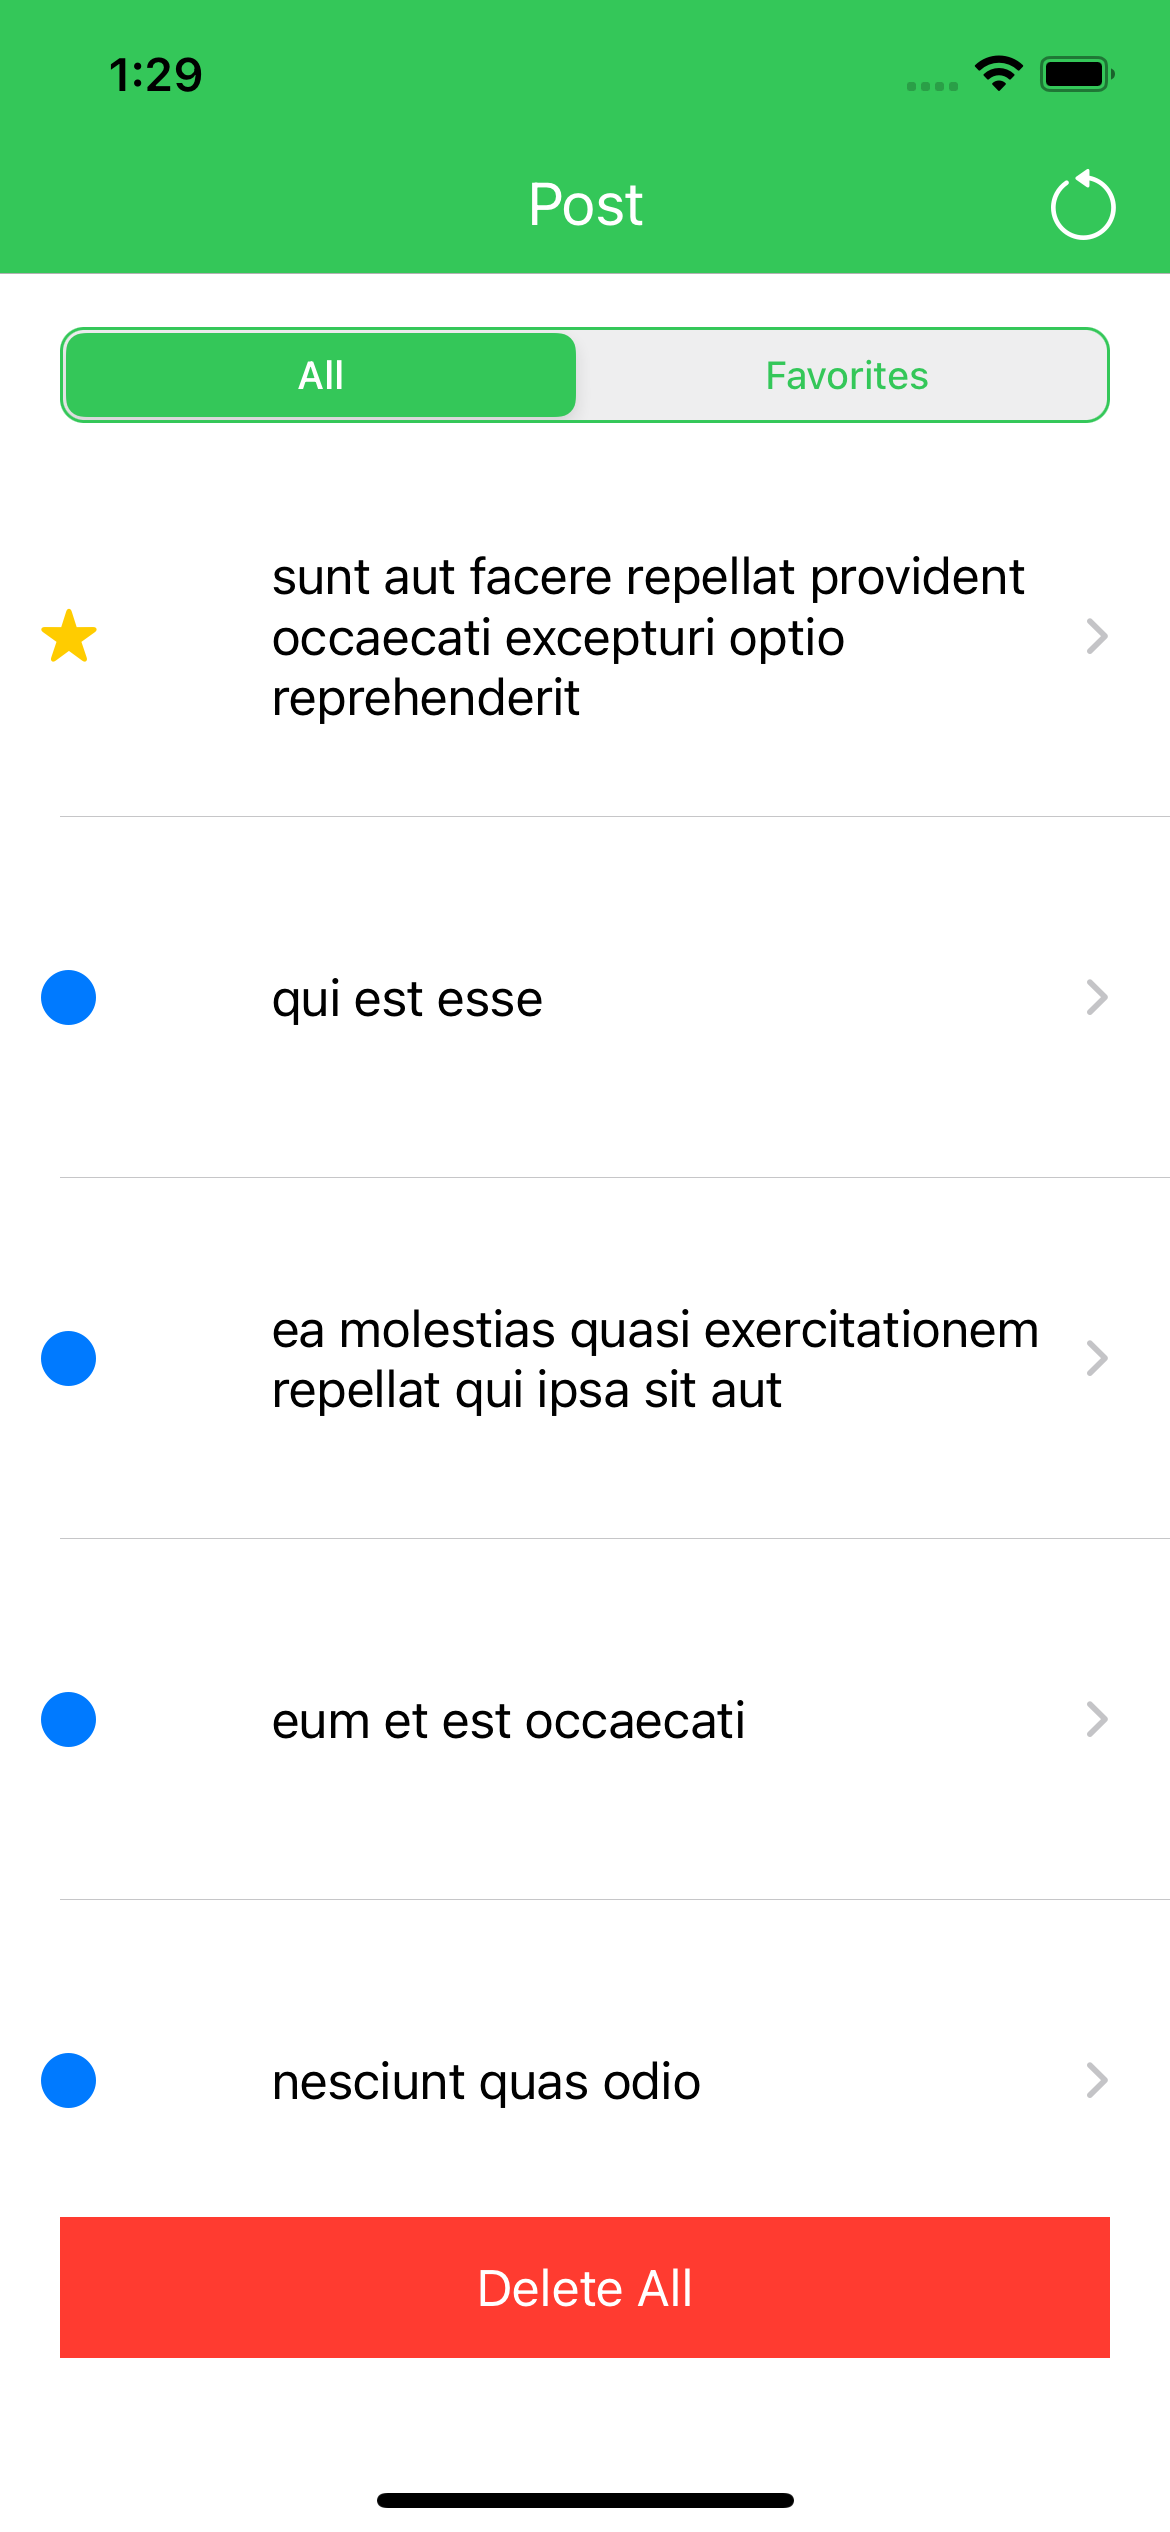 1:29
Post
All
Favorites
sunt aut facere repellat provident
occaecati excepturi optio
reprehenderit
qui est esse
ea molestias quasi exercitationem
repellat qui ipsa sit aut
eum et est occaecati
nesciunt quas odio
Delete All